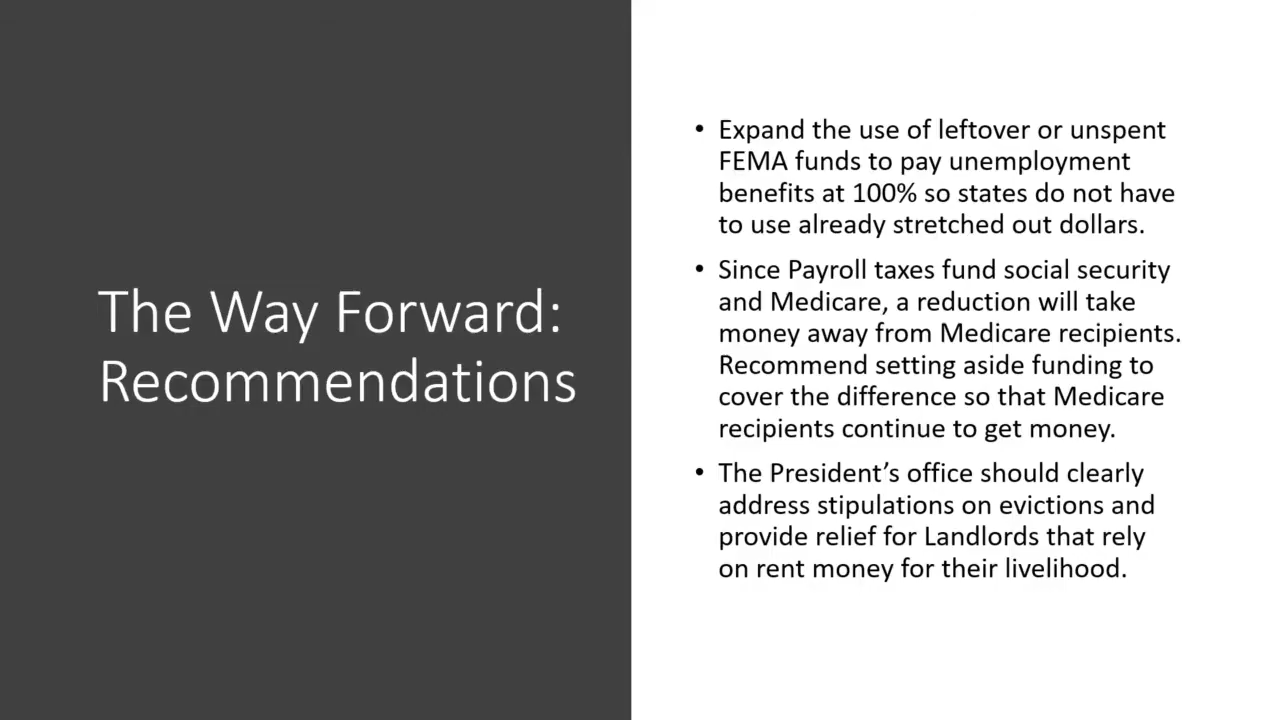 The Way Forward:
Recommendations
• Expand the use of leftover or unspent
FEMA funds to pay unemployment
benefits at 100% so states do not have
to use already stretched out dollars.
• Since Payroll taxes fund social security
and Medicare, a reduction will take
money away from Medicare recipients.
Recommend setting aside funding to
cover the difference so that Medicare
recipients continue to get money.
• The President’s office should clearly
address stipulations on evictions and
provide relief for Landlords that rely
on rent money for their livelihood.